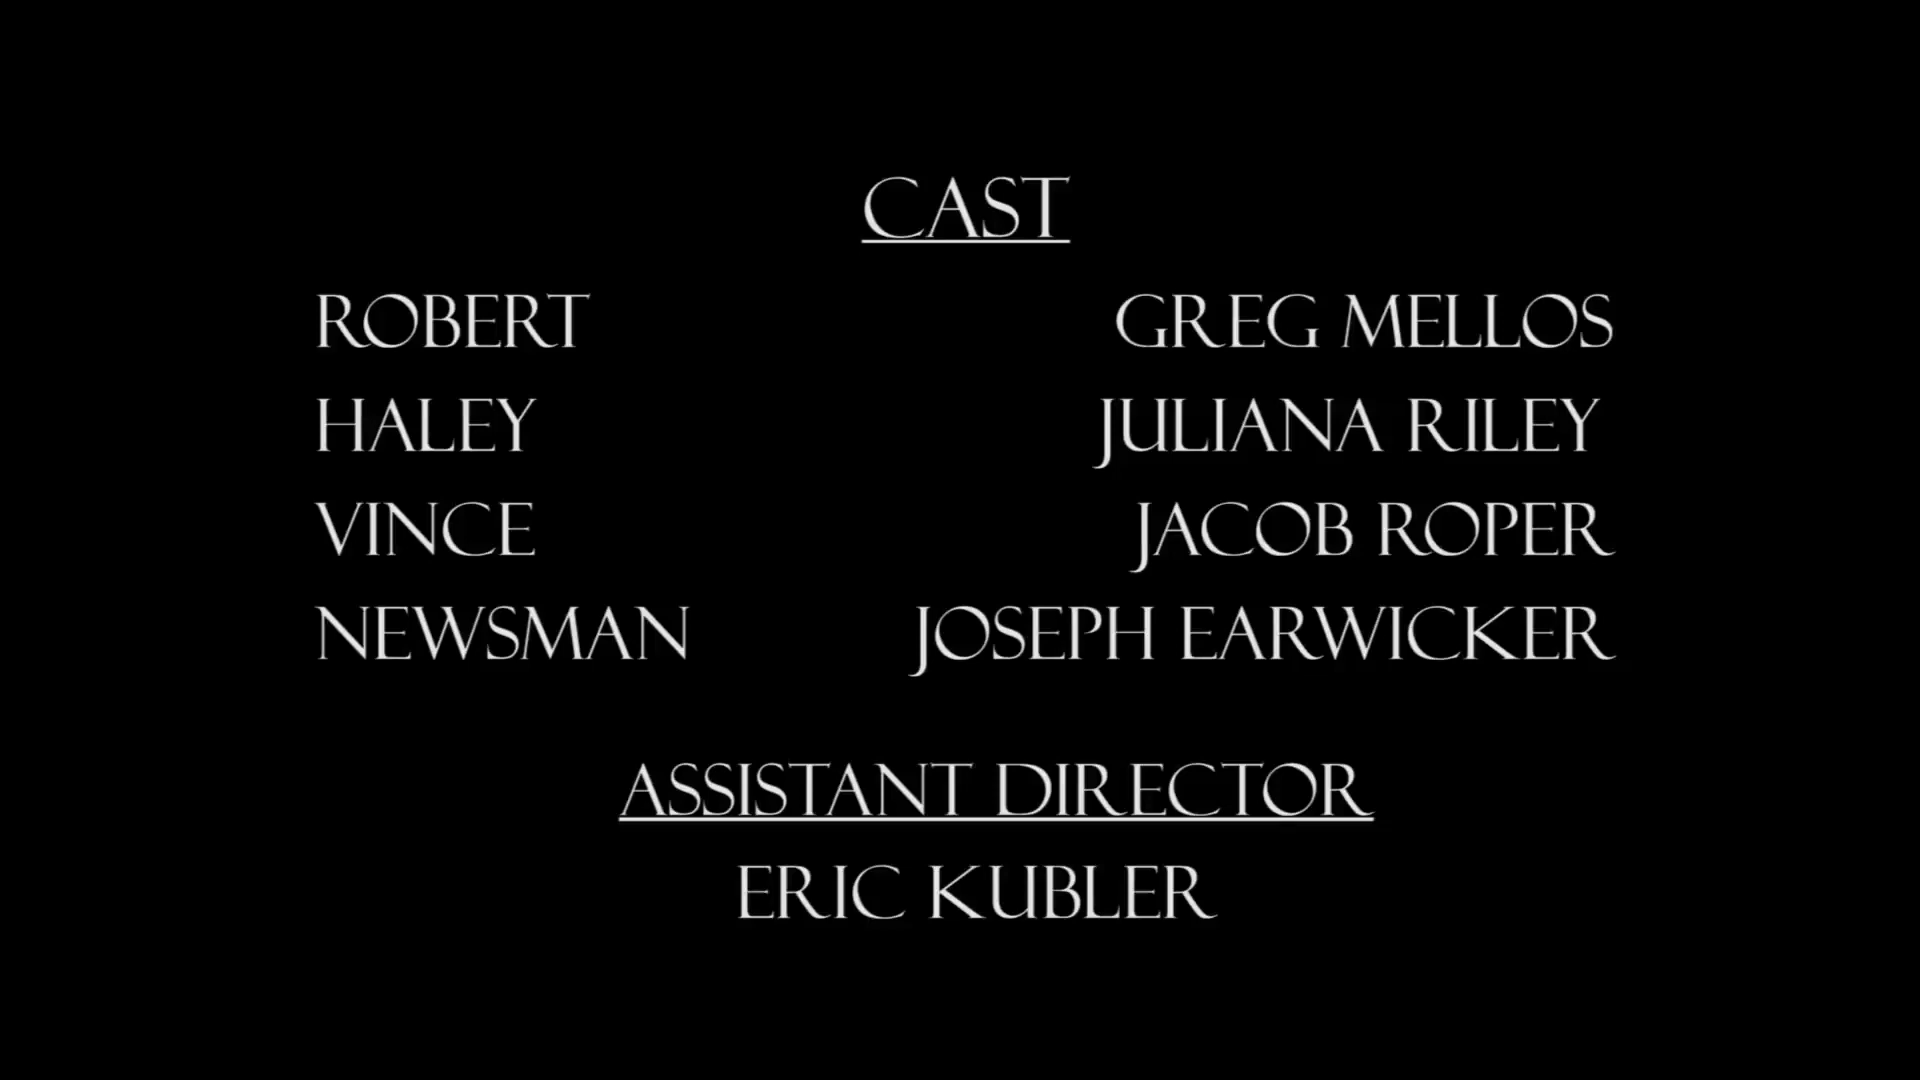 CAST
ROBERT GREG MELLOS
HALEY JULIANA RILEY
VINCE JACOB ROPER
NEWSMAN JOSEPH EARWICKER
ASSISTANT DIRECTOR
ERIC KUBLER